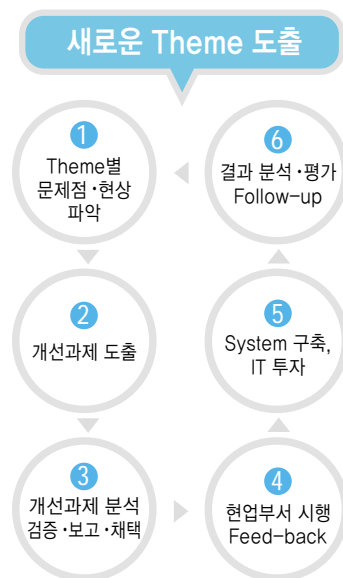 새로운 Theme 도출
1
Theme별
문제점·현상
파악
2
개선과제 도출
3
개선과제 분석
검증·보고·채택
4
현업부서 시행
Feed-back
5
System 구축,
IT 투자
6
결과 분석·평가
Follow-up